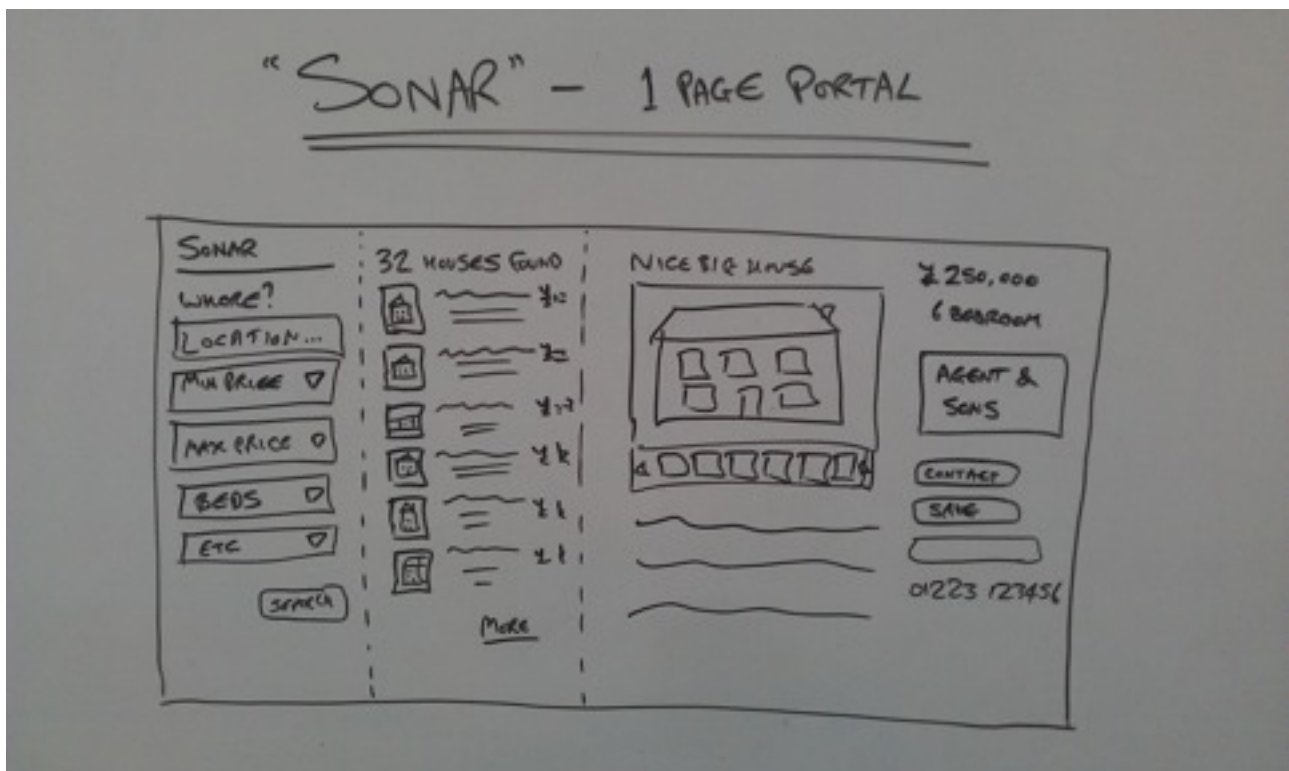 "SONAR" - 1 PAGE PORTAL
SONAR
WHERE?
LOCATION...
MIN PRICE
MAX PRICE
BEDS
ETC
SEARCH
32 HOUSES FOUND
MORE
NICE BIG HOUSE
£250,000
6 BEDROOM
AGENT &
SONS
CONTACT
SAVE
01223 123456